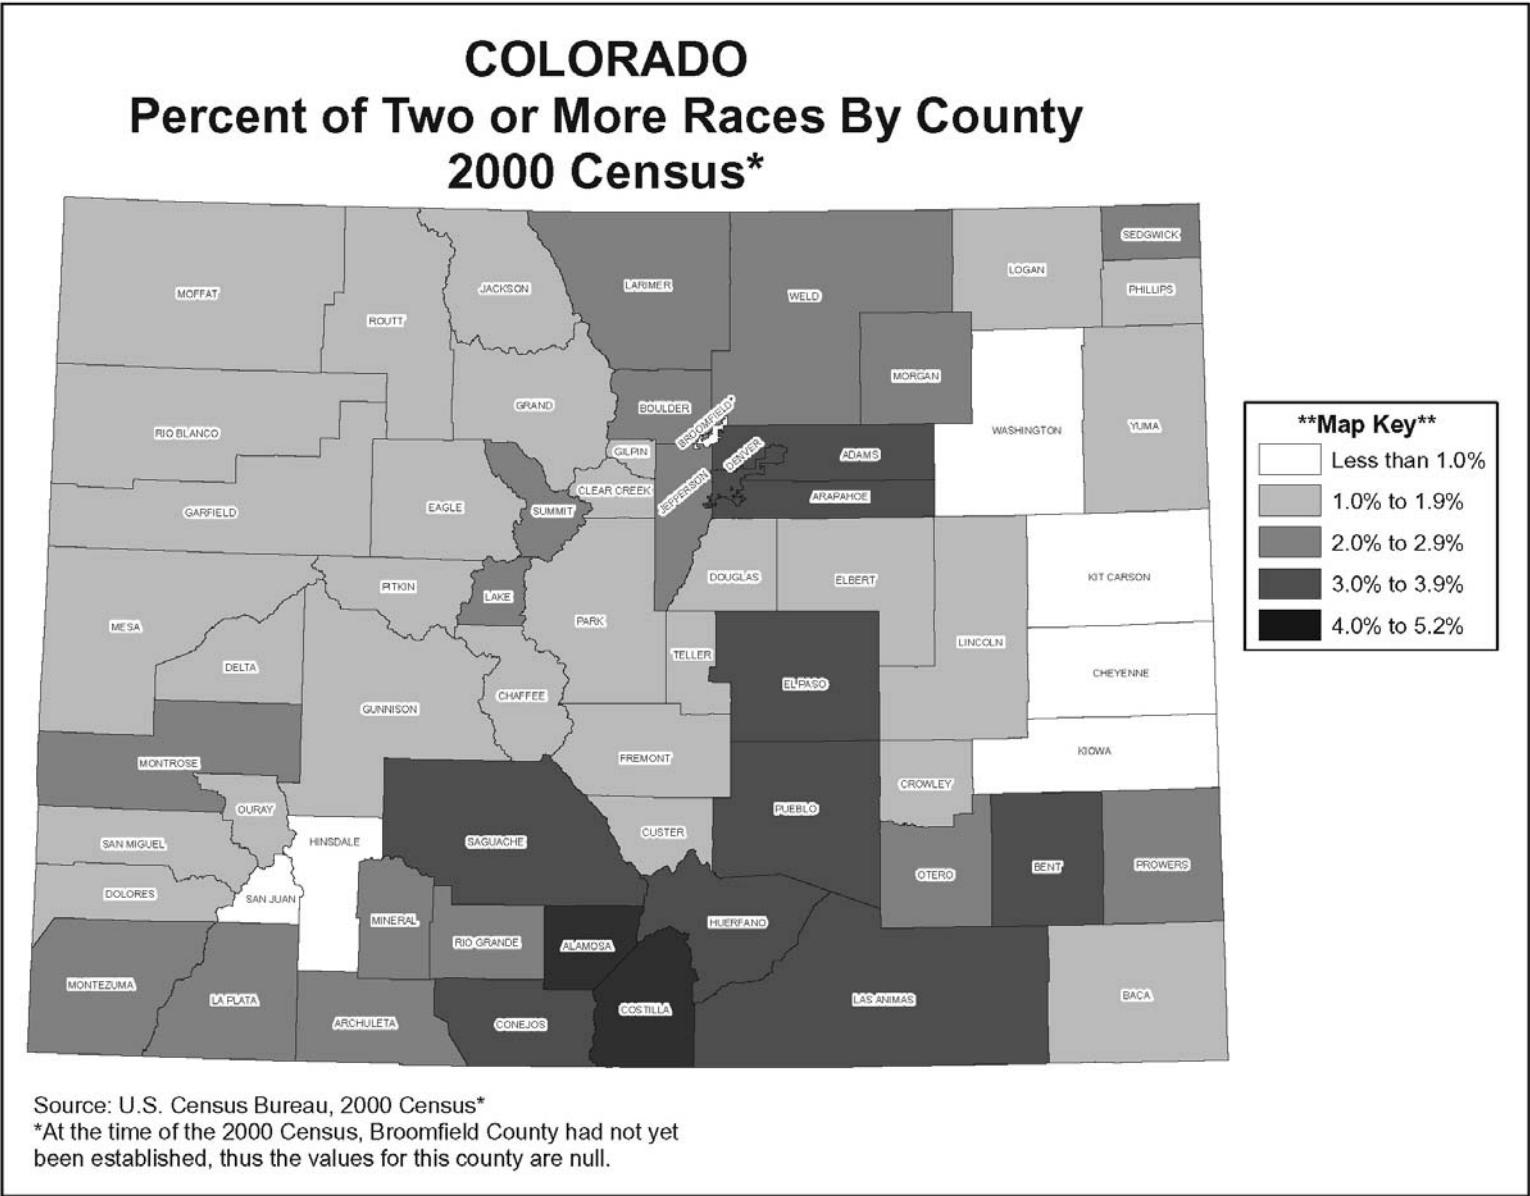 COLORADO
Percent of Two or More Races By County
2000 Census*
SEDGWICK
LOGAN
PHILLIPS
MOFFAT
JACKSON
LARIMER
WELD
ROUTT
MORGAN
GRAND
BOULDER
BROOMFIELD*
WASHINGTON
YUMA
RIO BLANCO
GILPIN
DENVER
ADAMS
CLEAR CREEK
JEPPERSON
ARAPAHOE
GARFIELD
EAGLE
SUMMIT
PITKIN
LAKE
DOUGLAS
ELBERT
KIT CARSON
MESA
PARK
LINCOLN
DELTA
TELLER
CHEYENNE
CHAFFEE
EL PASO
GUNNISON
MONTROSE
FREMONT
KIOWA
CROWLEY
OURAY
PUEBLO
SAN MIGUEL
HINSDALE
SAGUACHE
CUSTER
DOLORES
SAN JUAN
OTERO
BENT
PROWERS
MINERAL
RIO GRANDE
ALAMOSA
HUERFANO
MONTEZUMA
LA PLATA
ARCHULETA
CONEJOS
COSTILLA
LAS ANIMAS
BACA
**Map Key**
Less than 1.0%
1.0% to 1.9%
2.0% to 2.9%
3.0% to 3.9%
4.0% to 5.2%
Source: U.S. Census Bureau, 2000 Census*
*At the time of the 2000 Census, Broomfield County had not yet
been established, thus the values for this county are null.